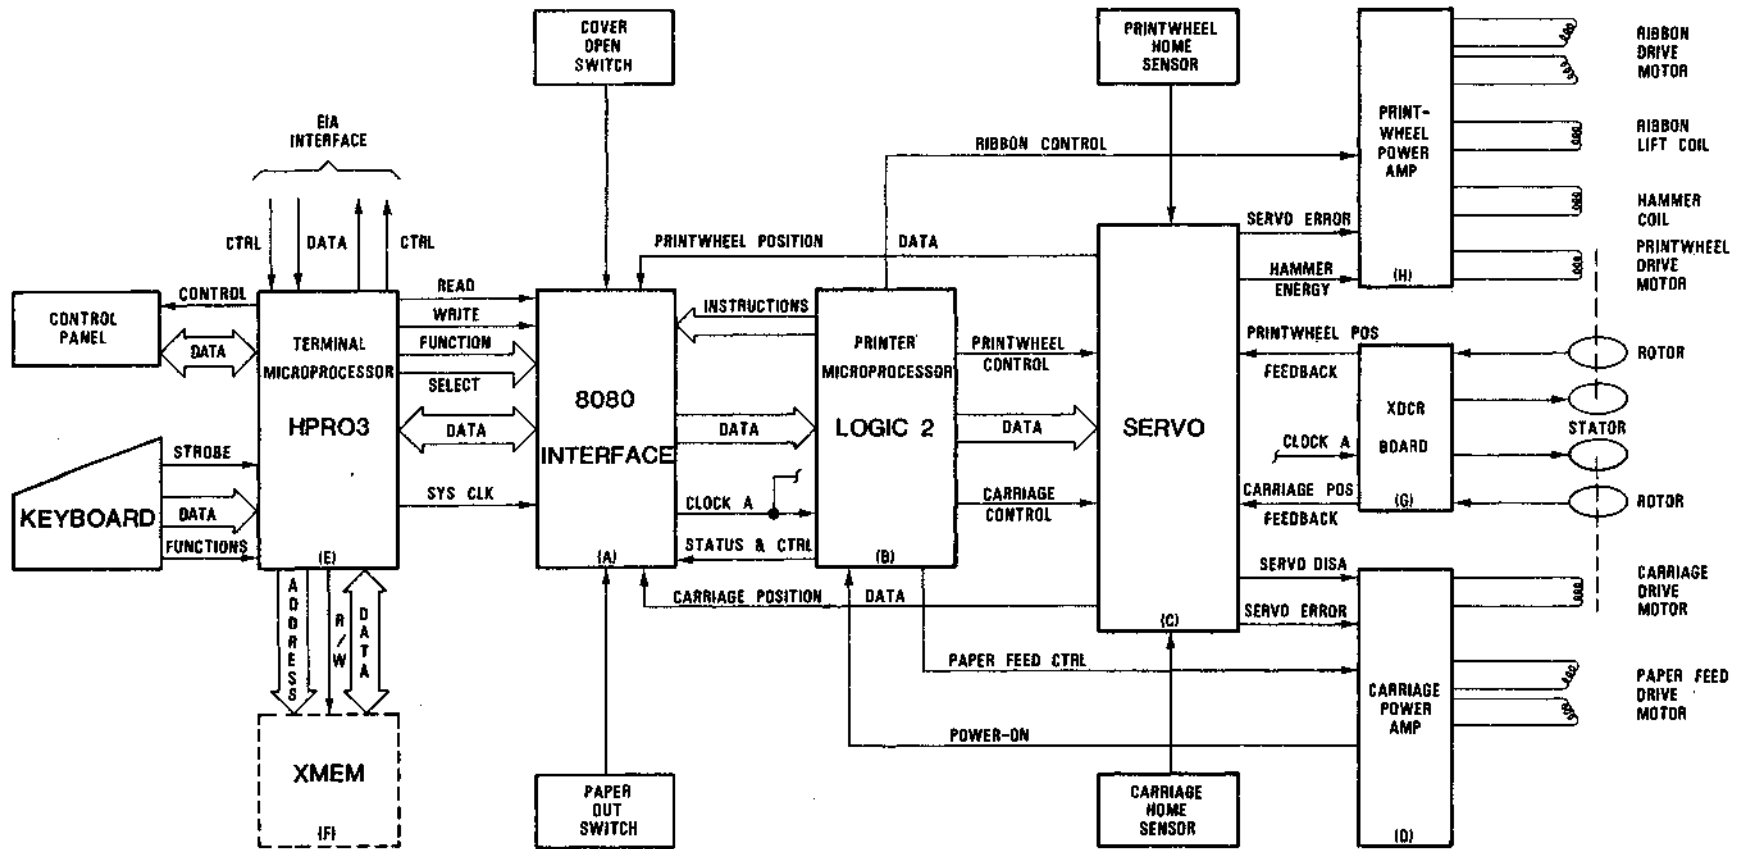 COVER
OPEN
SWITCH
PRINTWHEEL
HOME
SENSOR
RIBBON
DRIVE
MOTOR
EIA
INTERFACE
RIBBON CONTROL
PRINT-
WHEEL
POWER
AMP
(H)
RIBBON
LIFT COIL
HAMMER
COIL
PRINTWHEEL
DRIVE
MOTOR
CTRL
DATA
CTRL
PRINTWHEEL POSITION DATA
SERVO ERROR
HAMMER
ENERGY
CONTROL
PANEL
CONTROL
DATA
TERMINAL
MICROPROCESSOR
HPRO3
(E)
READ
WRITE
FUNCTION
SELECT
DATA
SYS CLK
8080
INTERFACE
(A)
INSTRUCTIONS
DATA
CLOCK A
STATUS & CTRL
PRINTER
MICROPROCESSOR
LOGIC 2
(B)
PRINTWHEEL
CONTROL
DATA
CARRIAGE
CONTROL
SERVO
(C)
PRINTWHEEL POS
FEEDBACK
CLOCK A
CARRIAGE POS
FEEDBACK
XDCR
BOARD
(G)
ROTOR
STATOR
ROTOR
KEYBOARD
STROBE
DATA
FUNCTIONS
ADDRESS
R/W
DATA
XMEM
(F)
CARRIAGE POSITION DATA
SERVO DISA
SERVO ERROR
PAPER FEED CTRL
POWER-ON
CARRIAGE
POWER
AMP
(D)
CARRIAGE
DRIVE
MOTOR
PAPER FEED
DRIVE
MOTOR
PAPER
OUT
SWITCH
CARRIAGE
HOME
SENSOR